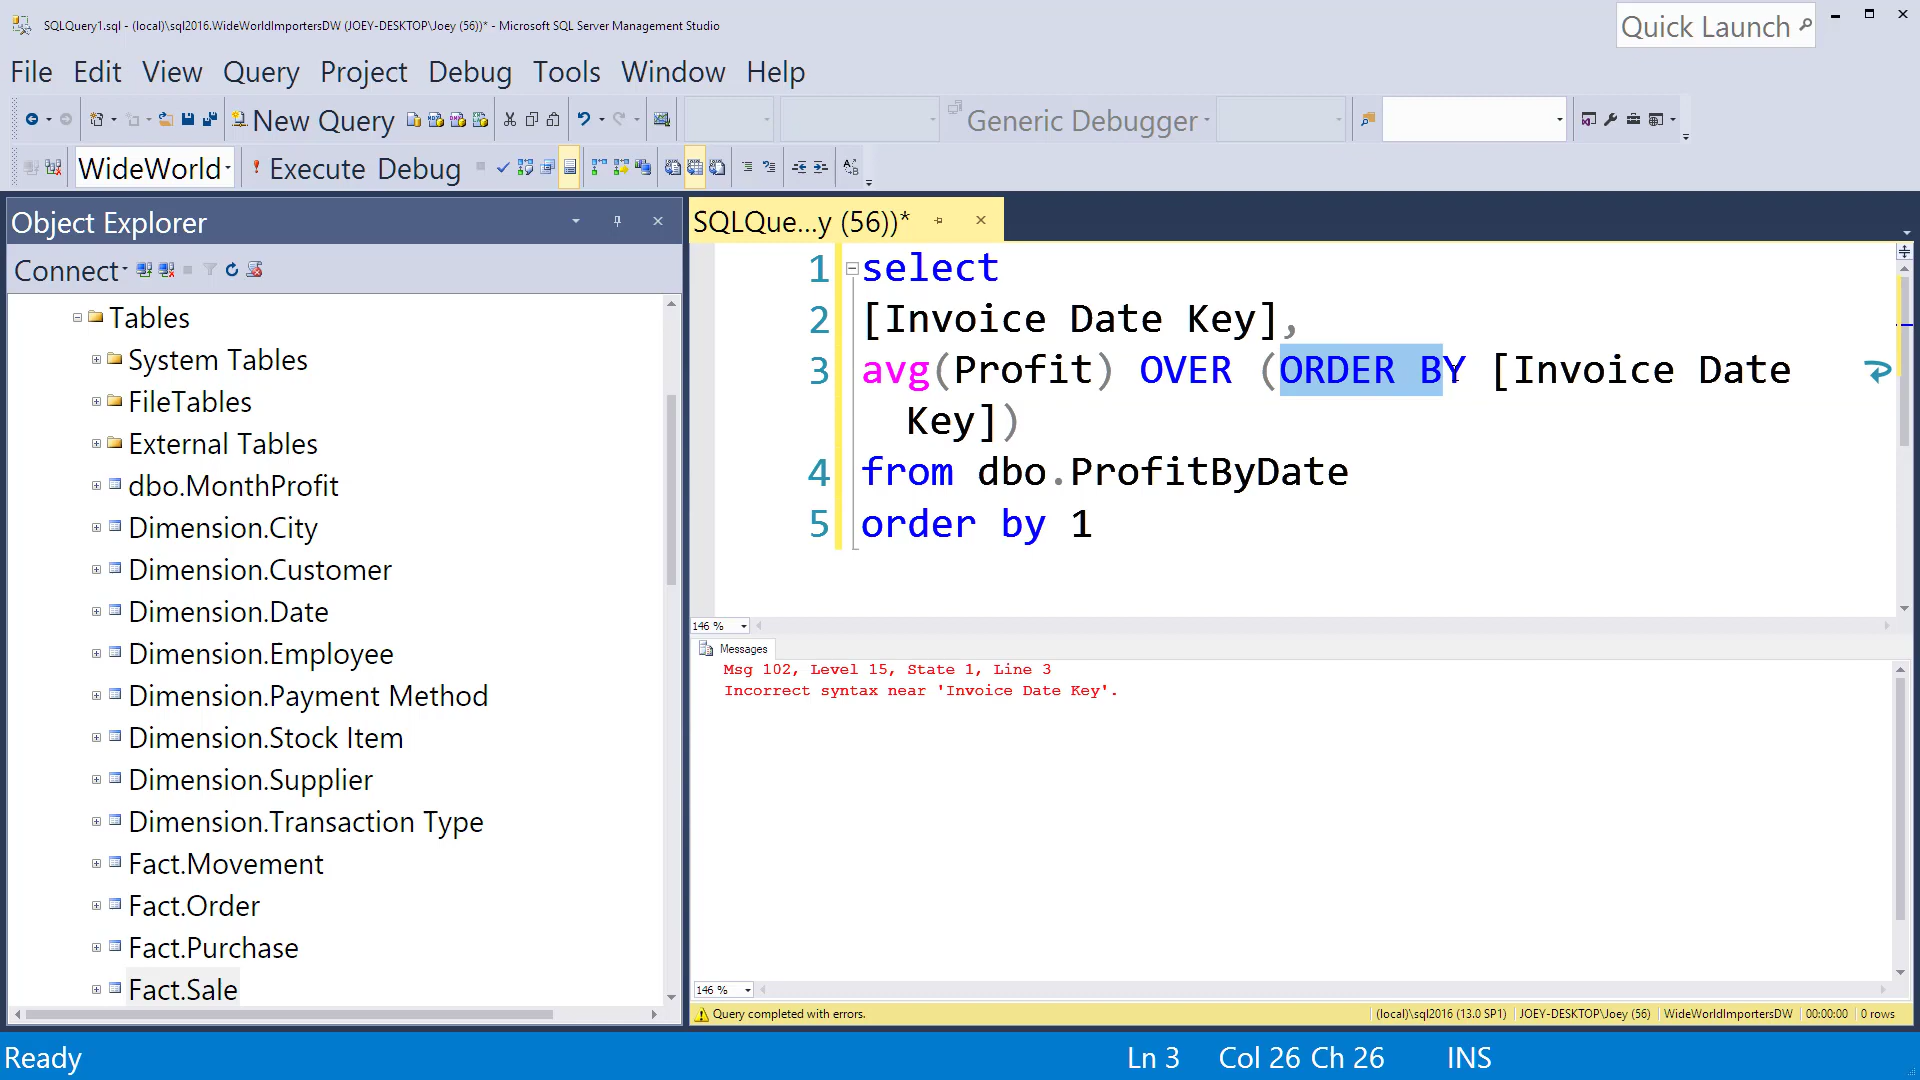 SQLQuery1.sql - (local)\sql2016.WideWorldImportersDW (JOEY-DESKTOP\Joey (56))* - Microsoft SQL Server Management Studio
Quick Launch
File Edit View Query Project Debug Tools Window Help
New Query
Generic Debugger
WideWorld
Execute Debug
Object Explorer
Connect
Tables
System Tables
FileTables
External Tables
dbo.MonthProfit
Dimension.City
Dimension.Customer
Dimension.Date
Dimension.Employee
Dimension.Payment Method
Dimension.Stock Item
Dimension.Supplier
Dimension.Transaction Type
Fact.Movement
Fact.Order
Fact.Purchase
Fact.Sale
SQLQue...y (56))*
1 select
2 [Invoice Date Key],
3 avg(Profit) OVER (ORDER BY [Invoice Date
Key])
4 from dbo.ProfitByDate
5 order by 1
146 %
Messages
Msg 102, Level 15, State 1, Line 3
Incorrect syntax near 'Invoice Date Key'.
146 %
Query completed with errors.
(local)\sql2016 (13.0 SP1) JOEY-DESKTOP\Joey (56) WideWorldImportersDW 00:00:00 0 rows
Ready
Ln 3 Col 26 Ch 26 INS